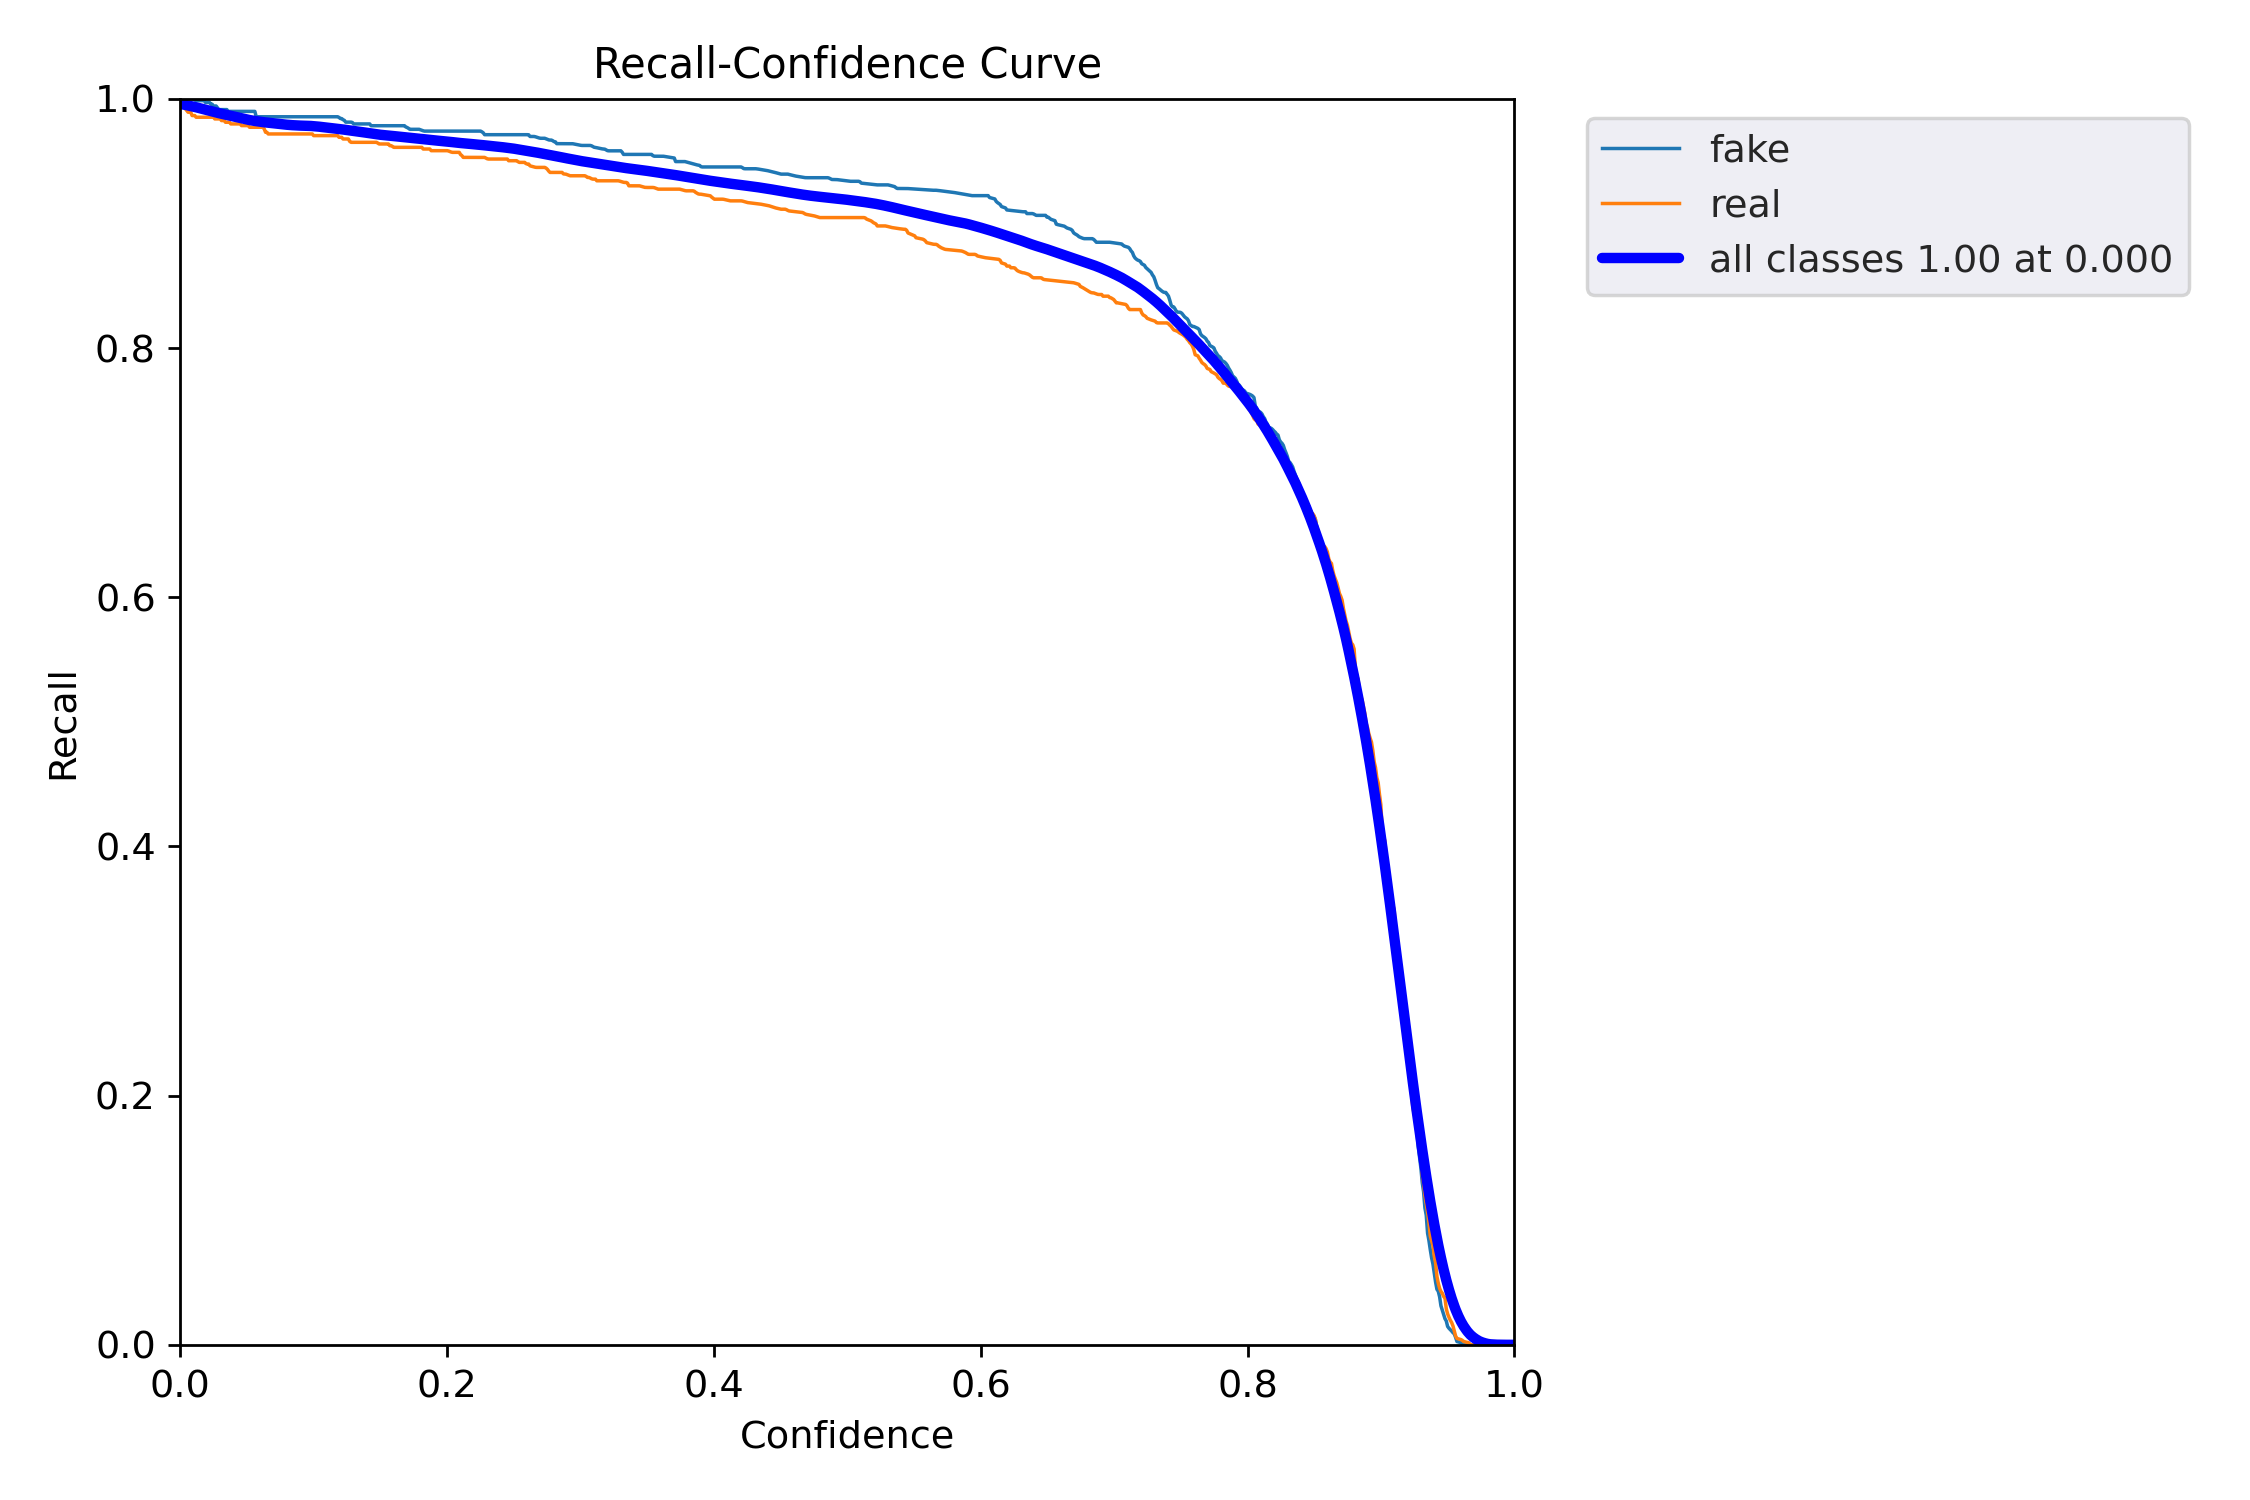 Recall-Confidence Curve
1.0
0.8
0.6
0.4
0.2
0.0
Recall
0.0 0.2 0.4 0.6 0.8 1.0
Confidence
fake
real
all classes 1.00 at 0.000